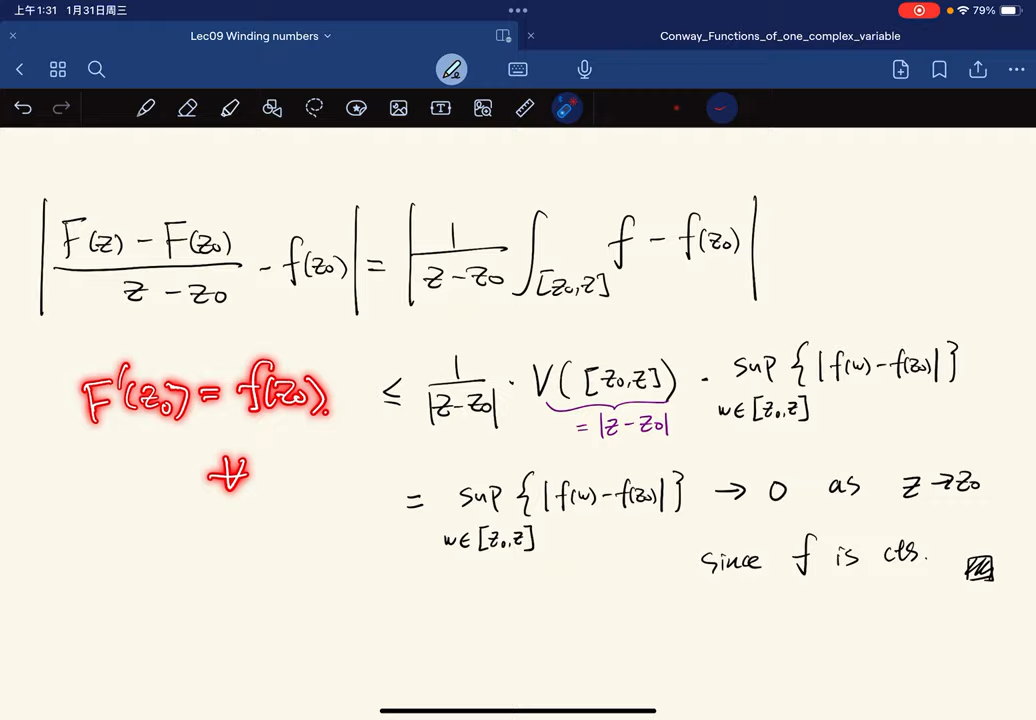 上午1:31 1月31日周三
79%
Lec09 Winding numbers
Conway_Functions_of_one_complex_variable
| (F(z) - F(z₀)) / (z - z₀) - f(z₀) | = | 1/(z - z₀) ∫_[z₀,z] f - f(z₀) |
F'(z₀) = f(z₀). ≤ 1/|z-z₀| · V([z₀,z]) · sup_{w∈[z₀,z]} {|f(w) - f(z₀)|}
= |z - z₀|
∀ = sup_{w∈[z₀,z]} {|f(w) - f(z₀)|} → 0 as z → z₀
since f is cts.